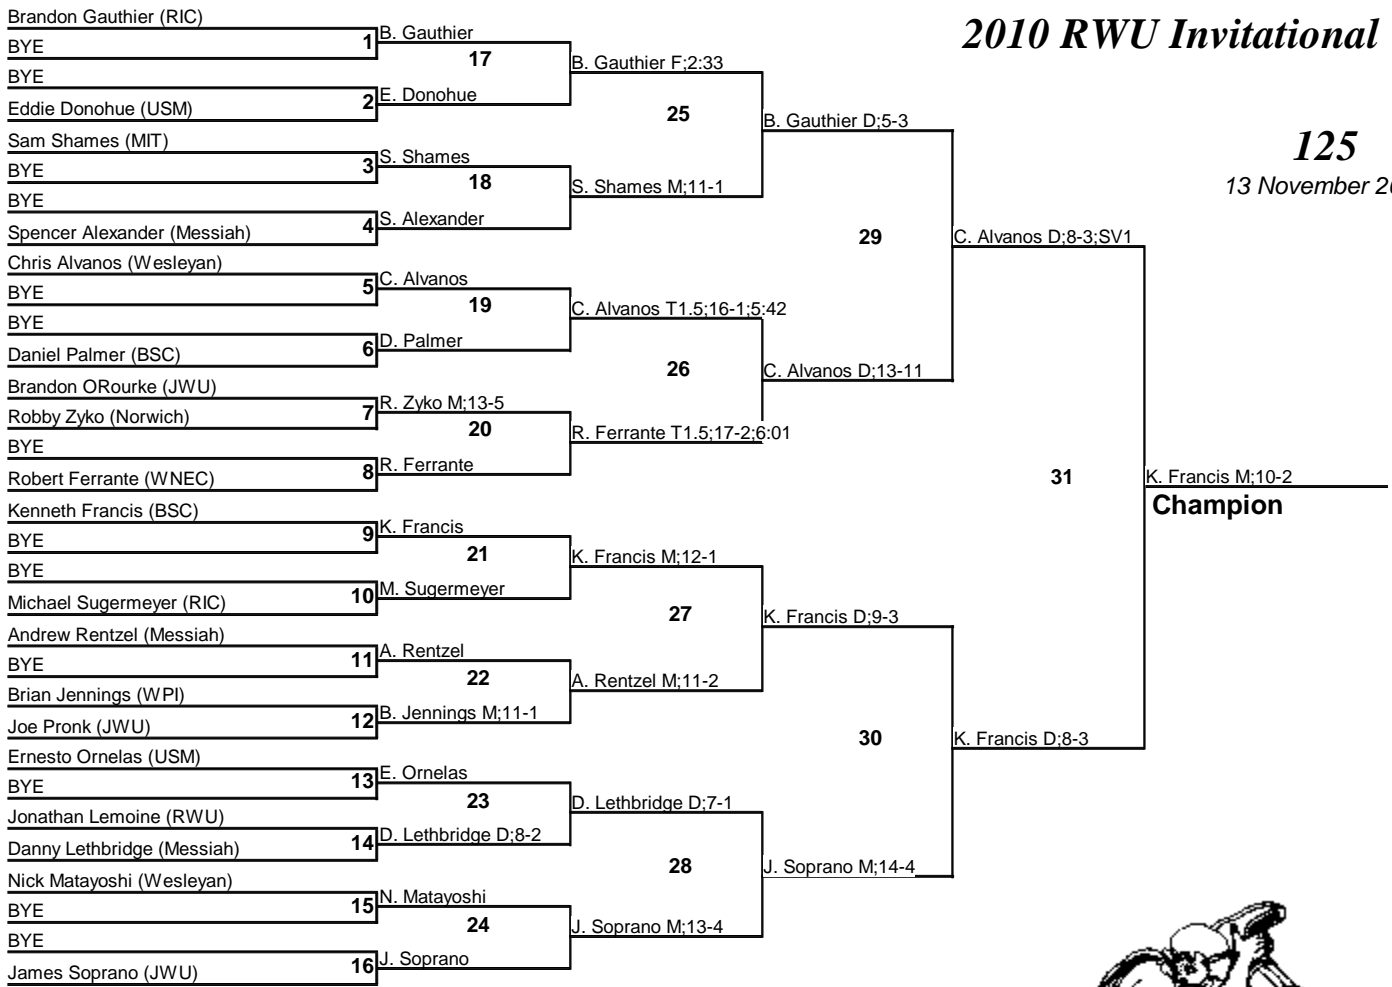 2010 RWU Invitational
125
13 November 2
Brandon Gauthier (RIC)
BYE
1
BYE
Eddie Donohue (USM)
2
Sam Shames (MIT)
BYE
3
BYE
Spencer Alexander (Messiah)
4
Chris Alvanos (Wesleyan)
BYE
5
BYE
Daniel Palmer (BSC)
6
Brandon ORourke (JWU)
Robby Zyko (Norwich)
7
BYE
Robert Ferrante (WNEC)
8
Kenneth Francis (BSC)
BYE
9
BYE
Michael Sugermeyer (RIC)
10
Andrew Rentzel (Messiah)
BYE
11
Brian Jennings (WPI)
Joe Pronk (JWU)
12
Ernesto Ornelas (USM)
BYE
13
Jonathan Lemoine (RWU)
Danny Lethbridge (Messiah)
14
Nick Matayoshi (Wesleyan)
BYE
15
BYE
James Soprano (JWU)
16
B. Gauthier
17
E. Donohue
S. Shames
18
S. Alexander
C. Alvanos
19
D. Palmer
R. Zyko M;13-5
20
R. Ferrante
K. Francis
21
M. Sugermeyer
A. Rentzel
22
B. Jennings M;11-1
E. Ornelas
23
D. Lethbridge D;8-2
N. Matayoshi
24
J. Soprano
B. Gauthier F;2:33
25
S. Shames M;11-1
C. Alvanos T1.5;16-1;5:42
26
R. Ferrante T1.5;17-2;6:01
K. Francis M;12-1
27
A. Rentzel M;11-2
D. Lethbridge D;7-1
28
J. Soprano M;13-4
B. Gauthier D;5-3
29
C. Alvanos D;13-11
K. Francis D;9-3
30
J. Soprano M;14-4
C. Alvanos D;8-3;SV1
31
K. Francis D;8-3
K. Francis M;10-2
Champion